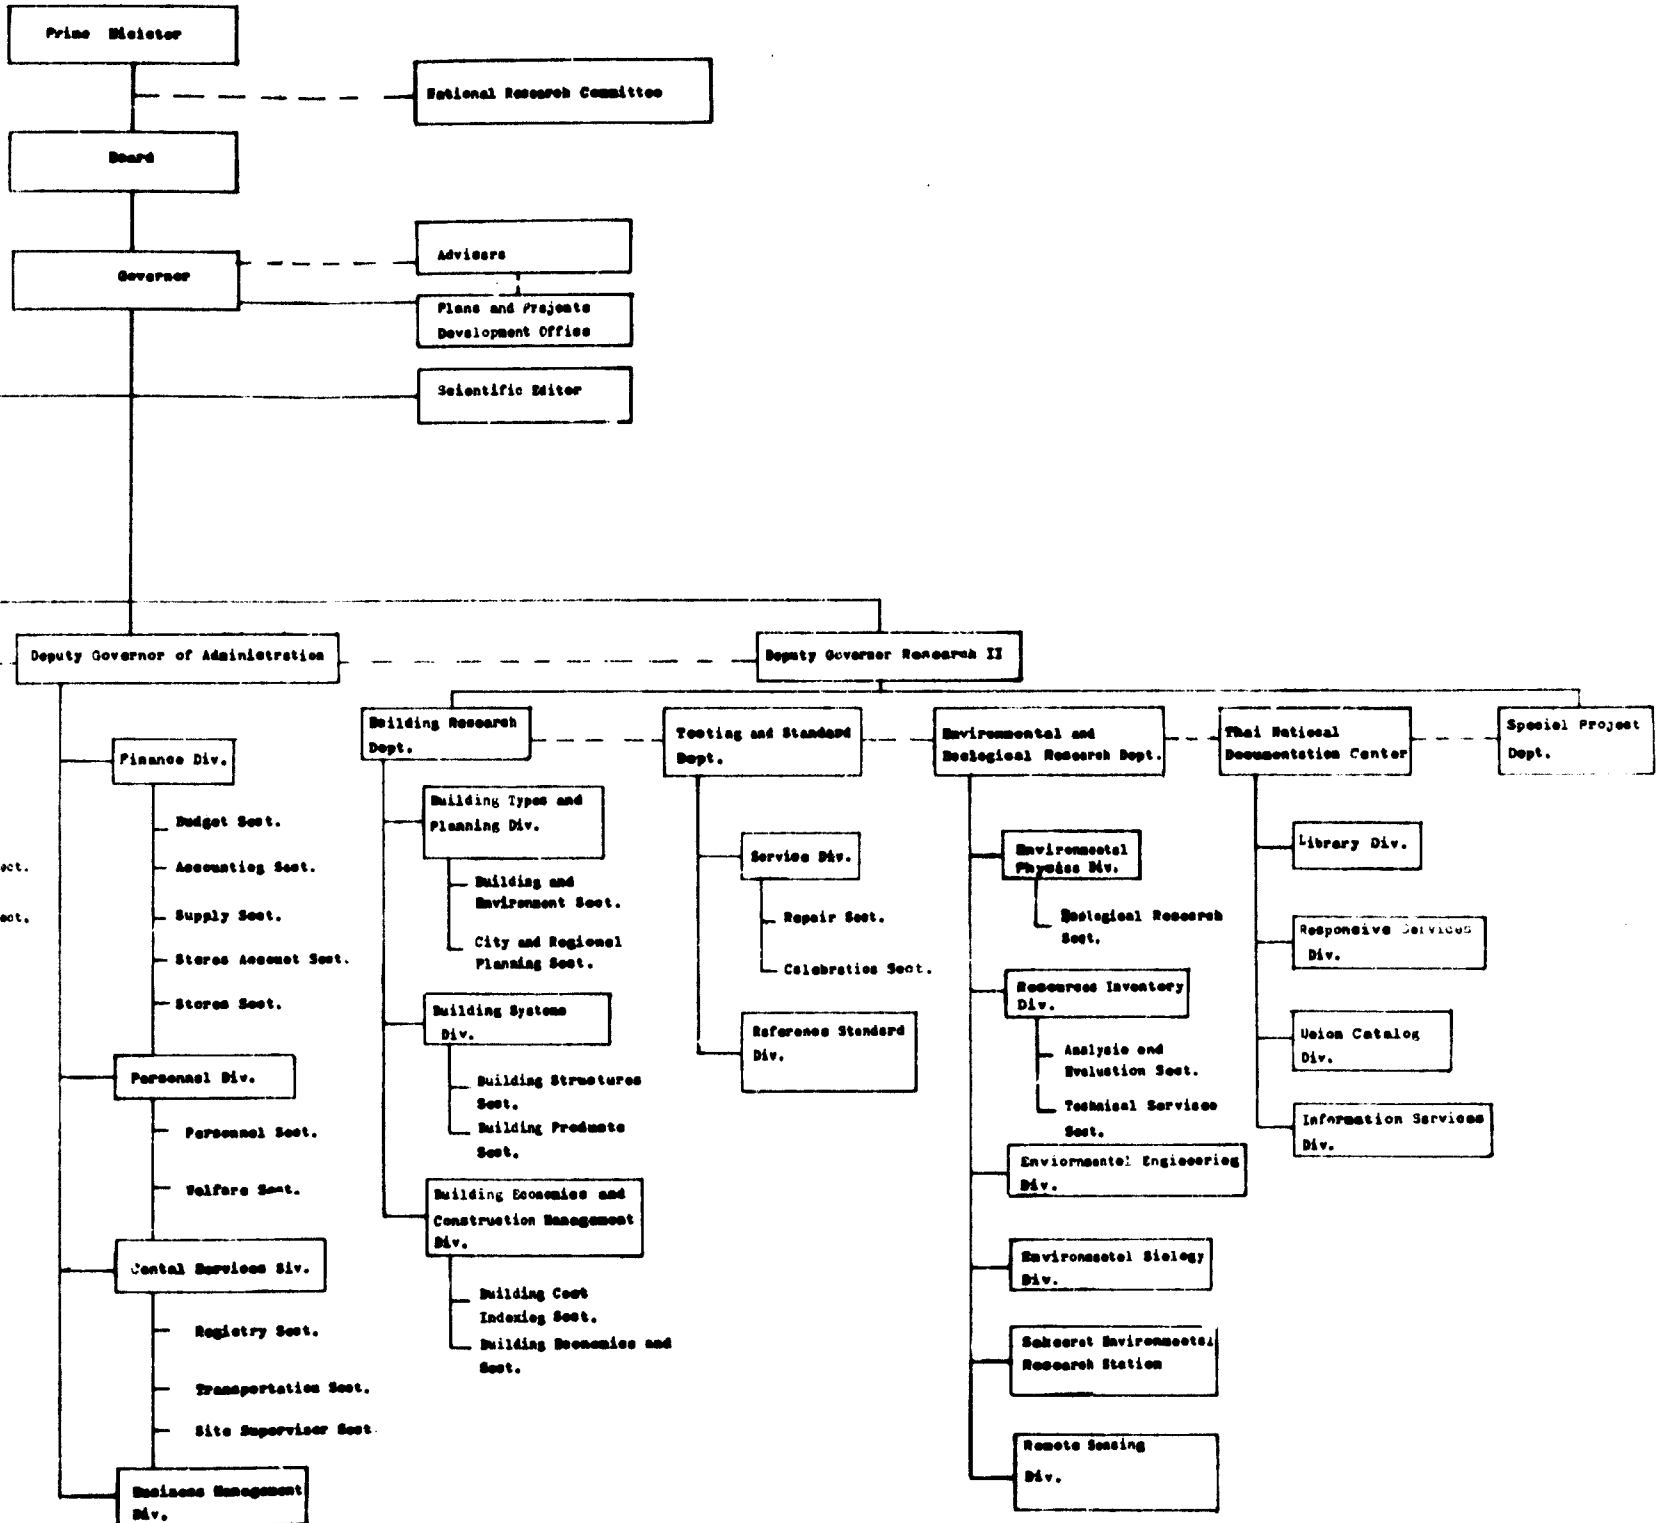 Prime Minister
National Research Committee
Board
Advisers
Governor
Plans and Projects
Development Office
Scientific Editor
Deputy Governor of Administration
Deputy Governor Research II
Building Research
Dept.
Testing and Standard
Dept.
Environmental and
Ecological Research Dept.
Thai National
Documentation Center
Special Project
Dept.
Finance Div.
Budget Sect.
Accounting Sect.
Supply Sect.
Stores Account Sect.
Stores Sect.
Personnel Div.
Personnel Sect.
Welfare Sect.
Services Siv.
Registry Sect.
Transportation Sect.
Site Supervisor Sect
Business Management
Div.
ect.
ect.
Building Types and
Planning Div.
Building and
Environment Sect.
City and Regional
Planning Sect.
Building Systems
Div.
Building Structures
Sect.
Building Products
Sect.
Building Economics and
Construction Management
Div.
Building Cost
Indexing Sect.
Building Economics and
Sect.
Service Div.
Repair Sect.
Celebration Sect.
Reference Standard
Div.
Environmental
Physics Div.
Ecological Research
Sect.
Resources Inventory
Div.
Analysis and
Evaluation Sect.
Technical Services
Sect.
Enviornmental Engineering
Div.
Environmental Biology
Div.
Sakaerat Environmental
Research Station
Remote Sensing
Div.
Library Div.
Responsive Services
Div.
Union Catalog
Div.
Information Services
Div.